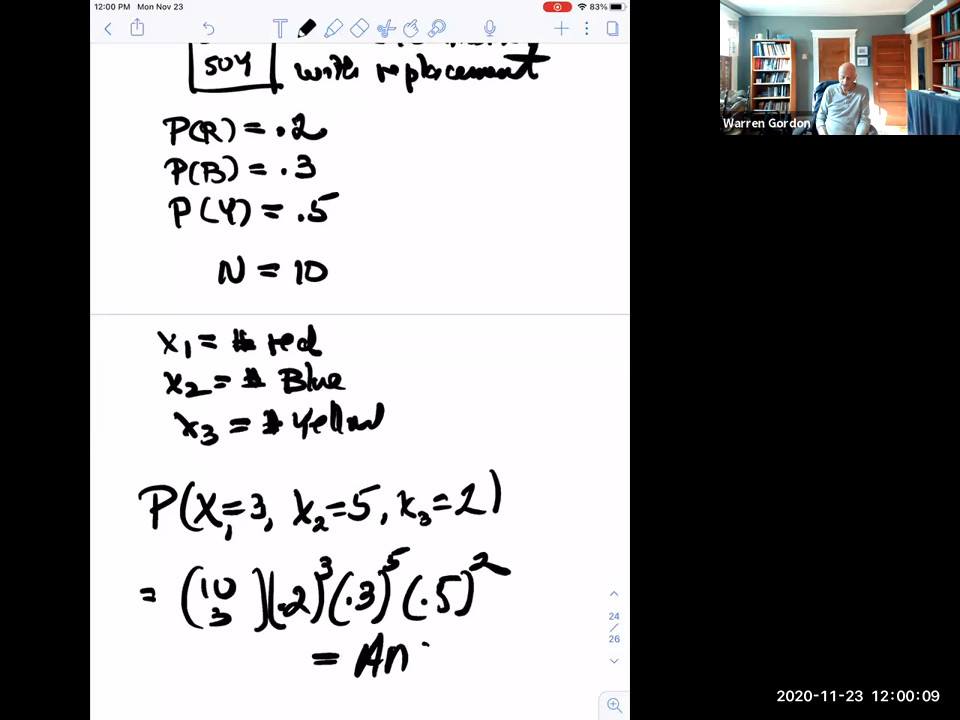 12:00 PM Mon Nov 23
83%
50Y
with replacement
P(R) = .2
P(B) = .3
P(Y) = .5
N = 10
x₁ = # red
x₂ = # Blue
x₃ = # Yellow
P(X₁=3, X₂=5, X₃=2)
= (10 3)(.2)³(.3)⁵(.5)²
= An
24
/
26
Warren Gordon
2020-11-23 12:00:09